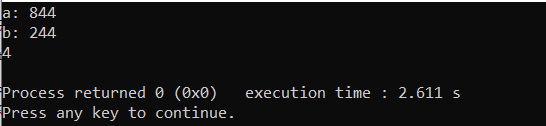 a: 844
b: 244
4
Process returned 0 (0x0)   execution time : 2.611 s
Press any key to continue.